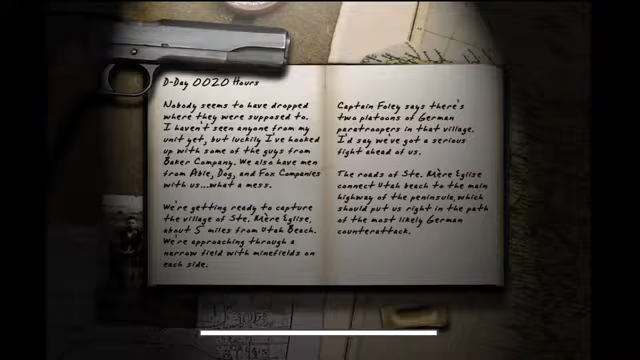 D-Day 0020 Hours
Nobody seems to have dropped
where they were supposed to.
I haven't seen anyone from my
unit yet, but luckily I've hooked
up with some of the guys from
Baker Company. We also have men
from Able, Dog, and Fox Companies
with us...what a mess.
We're getting ready to capture
the village of Ste. Mère Eglise,
about 5 miles from Utah Beach.
We're approaching through a
narrow field with minefields on
each side.
Captain Foley says there's
two platoons of German
paratroopers in that village.
I'd say we've got a serious
fight ahead of us.
The roads of Ste. Mère Eglise
connect Utah beach to the main
highway of the peninsula, which
should put us right in the path
of the most likely German
counterattack.